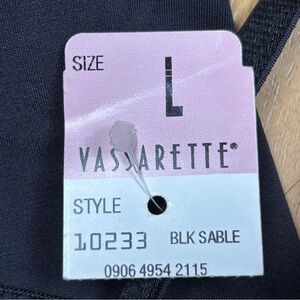 SIZE L
VASSARETTE®
STYLE
10233 BLK SABLE
0906 4954 2115